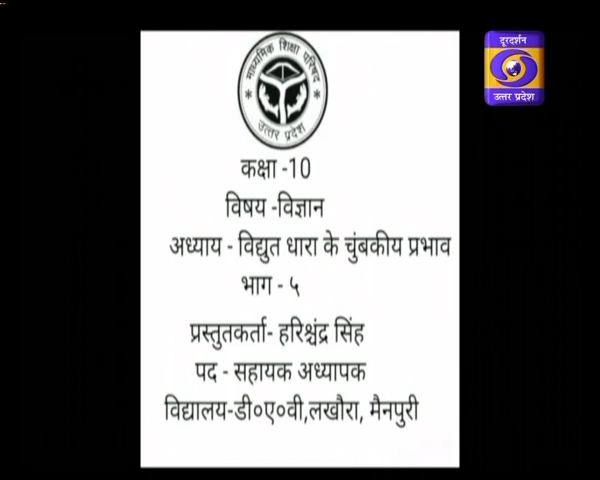 माध्यमिक शिक्षा परिषद
उत्तर प्रदेश
दूरदर्शन
उत्तर प्रदेश
कक्षा -10
विषय -विज्ञान
अध्याय - विद्युत धारा के चुंबकीय प्रभाव
भाग - ५
प्रस्तुतकर्ता- हरिश्चंद्र सिंह
पद - सहायक अध्यापक
विद्यालय-डी०ए०वी,लखौरा, मैनपुरी